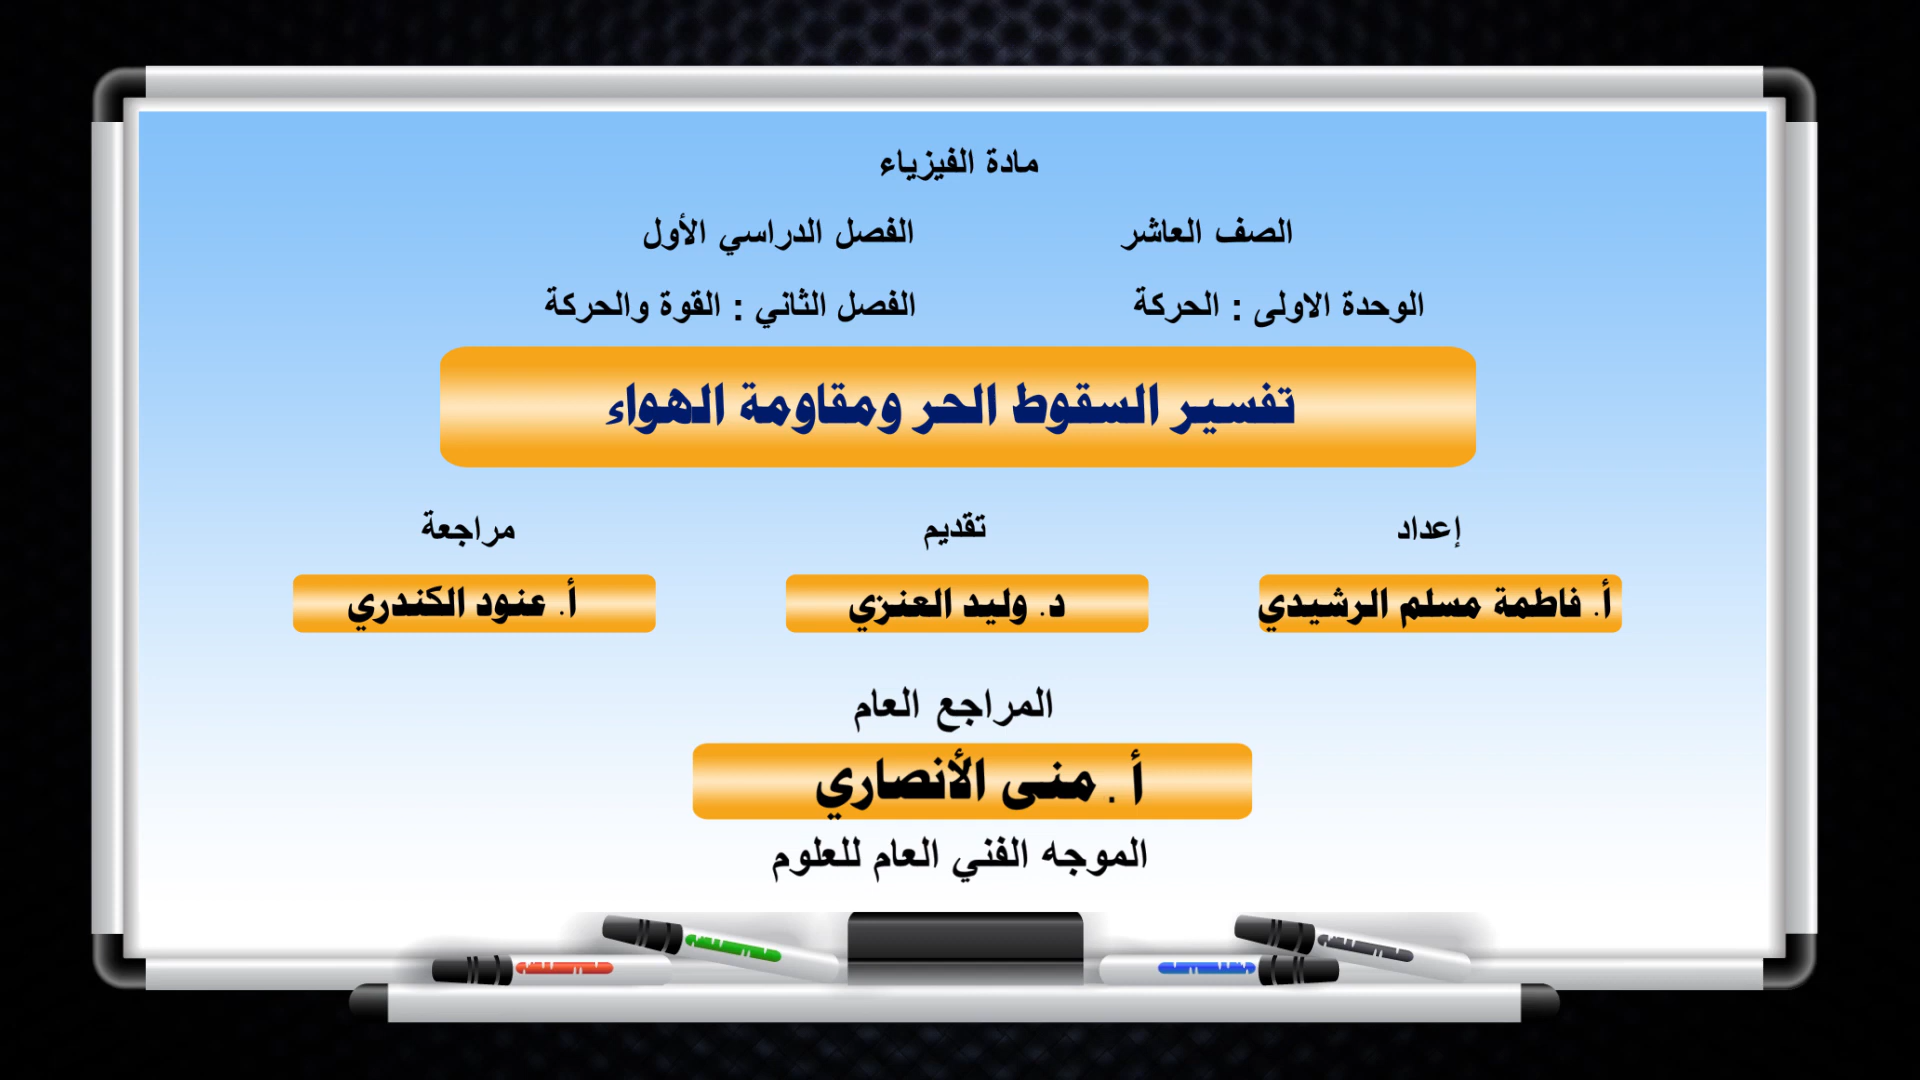 مادة الفيزياء
الصف العاشر الفصل الدراسي الأول
الوحدة الاولى : الحركة الفصل الثاني : القوة والحركة
تفسير السقوط الحر ومقاومة الهواء
إعداد تقديم مراجعة
أ. فاطمة مسلم الرشيدي د. وليد العنزي أ. عنود الكندري
المراجع العام
أ . منى الأنصاري
الموجه الفني العام للعلوم